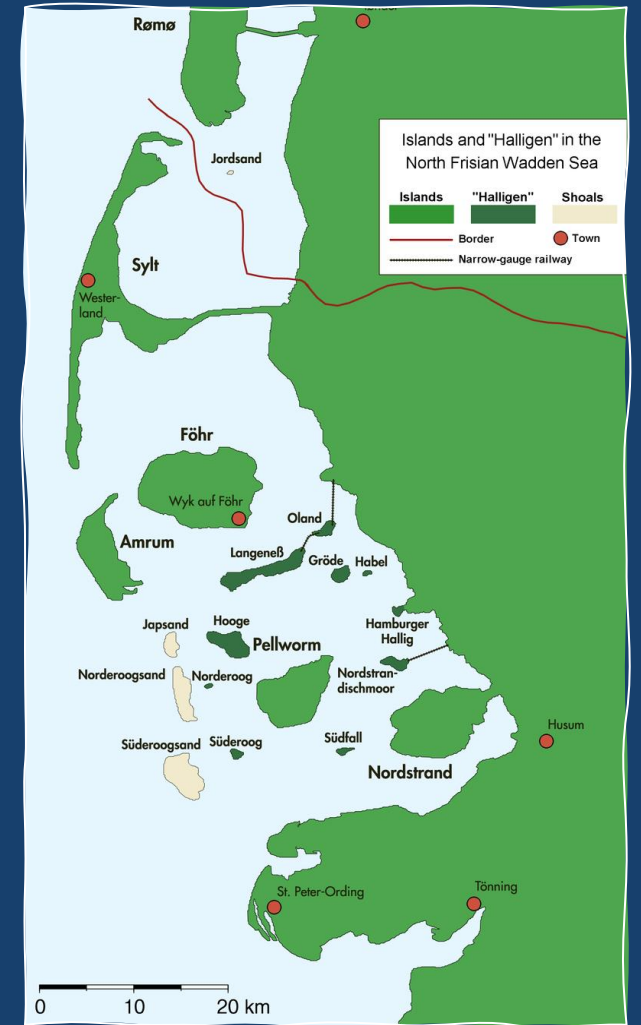 Rømø
Jordsand
Islands and "Halligen" in the
North Frisian Wadden Sea
Islands
"Halligen"
Shoals
Border
Town
Narrow-gauge railway
Sylt
Wester-
land
Föhr
Wyk auf Föhr
Amrum
Oland
Langeneß
Gröde
Habel
Japsand
Hooge
Pellworm
Hamburger
Hallig
Norderoogsand
Norderoog
Nordstran-
dischmoor
Süderoogsand
Süderoog
Südfall
Husum
Nordstrand
St. Peter-Ording
Tönning
0 10 20 km